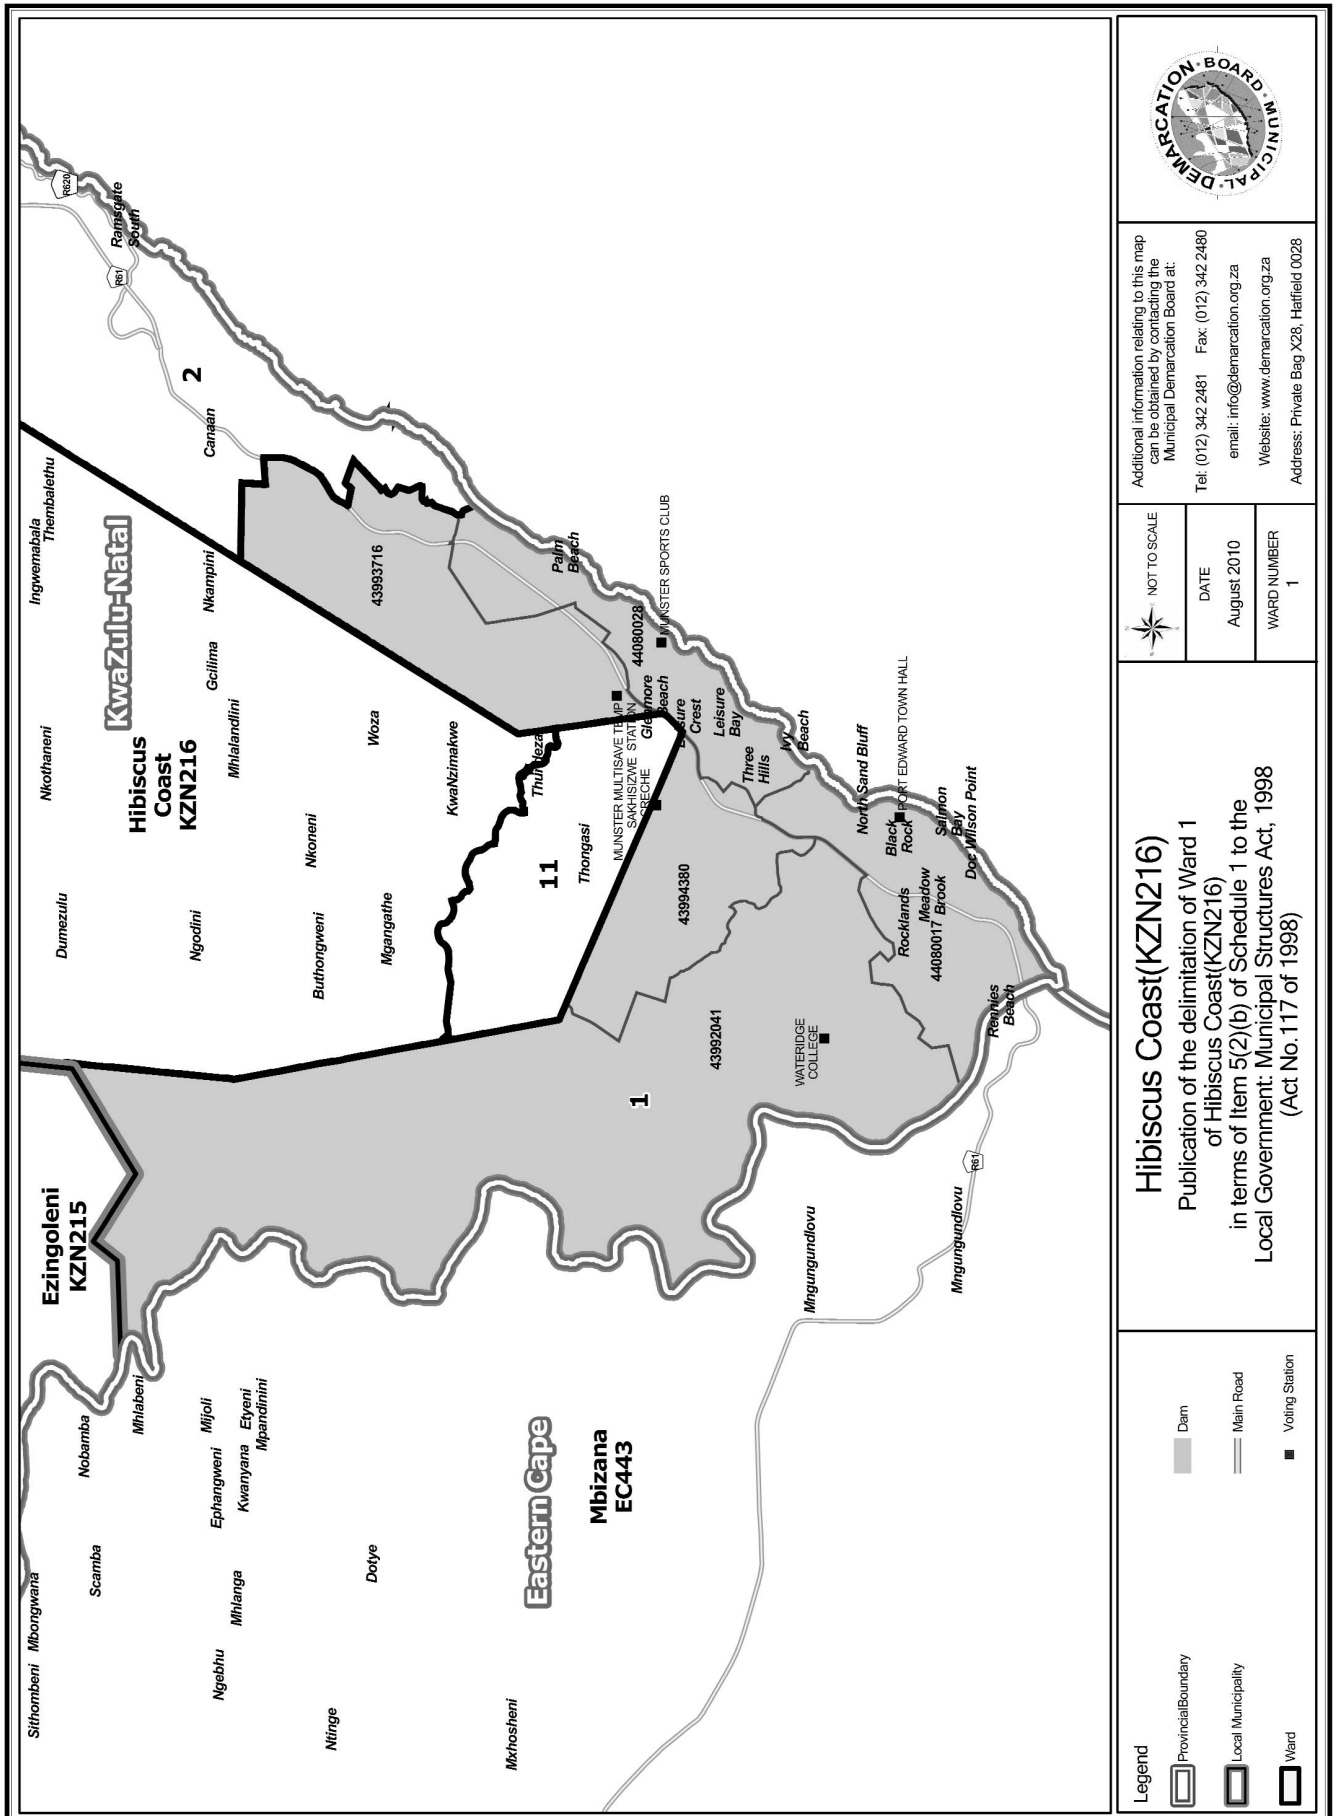 Sithombeni
Mbongwana
Scamba
Nobamba
Mhlabeni
Ngebhu
Mhlanga
Ephangweni
Mijoli
Kwanyana
Etyeni
Mpandinini
Ntinge
Dotye
Mxhosheni
Eastern Cape
Mbizana
EC443
Ezingoleni
KZN215
Dumezulu
Nkothaneni
Ingwemabala
Thembalethu
KwaZulu-Natal
Hibiscus
Coast
KZN216
Ngodini
Mhlalandlini
Gcilima
Nkampini
Canaan
2
R61
Ramsgate
South
R620
Buthongweni
Nkoneni
Mgangathe
Woza
KwaNzimakwe
43993716
11
Thongasi
Palm
Beach
1
43992041
43994380
MUNSTER MULTISAVE TEMP
SAKHISIZWE STATION
CRECHE
Glenmore
Beach
44080028
MUNSTER SPORTS CLUB
Crest
Leisure
Bay
Three
Hills
Ivy
Beach
WATERIDGE
COLLEGE
North Sand Bluff
PORT EDWARD TOWN HALL
Black
Rock
Rocklands
Meadow
Brook
44080017
Salmon
Bay
Doc Wilson Point
Rennies
Beach
Mngungundlovu
Mngungundlovu
R61
Legend
ProvincialBoundary
Local Municipality
Ward
Dam
Main Road
Voting Station
Hibiscus Coast(KZN216)
Publication of the delimitation of Ward 1
of Hibiscus Coast(KZN216)
in terms of Item 5(2)(b) of Schedule 1 to the
Local Government: Municipal Structures Act, 1998
(Act No.117 of 1998)
NOT TO SCALE
DATE
August 2010
WARD NUMBER
1
Additional information relating to this map
can be obtained by contacting the
Municipal Demarcation Board at:
Tel: (012) 342 2481 Fax: (012) 342 2480
email: info@demarcation.org.za
Website: www.demarcation.org.za
Address: Private Bag X28, Hatfield 0028
MUNICIPAL DEMARCATION BOARD